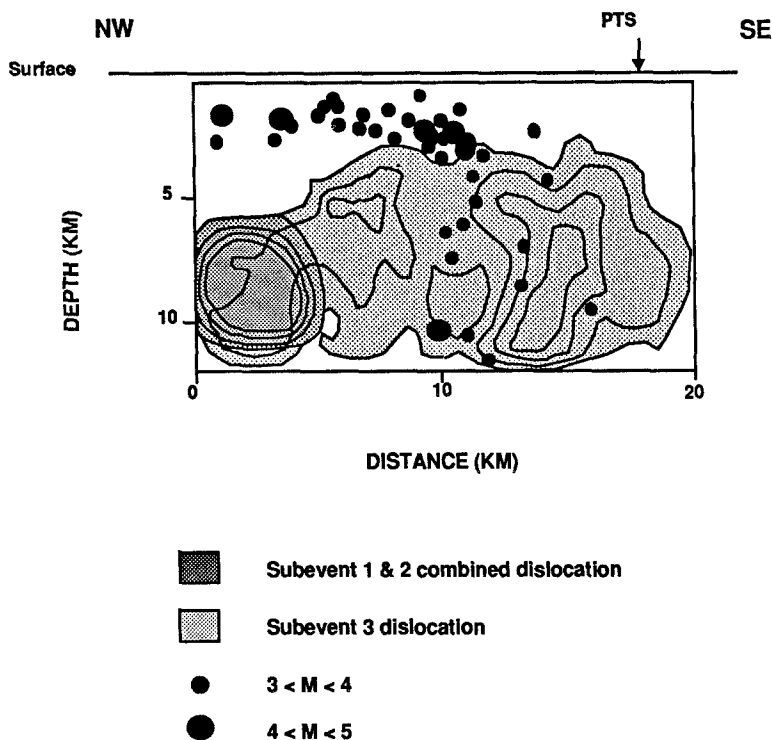 NW
PTS
SE
Surface
5
DEPTH (KM)
10
0
10
20
DISTANCE (KM)
Subevent 1 & 2 combined dislocation
Subevent 3 dislocation
3 < M < 4
4 < M < 5